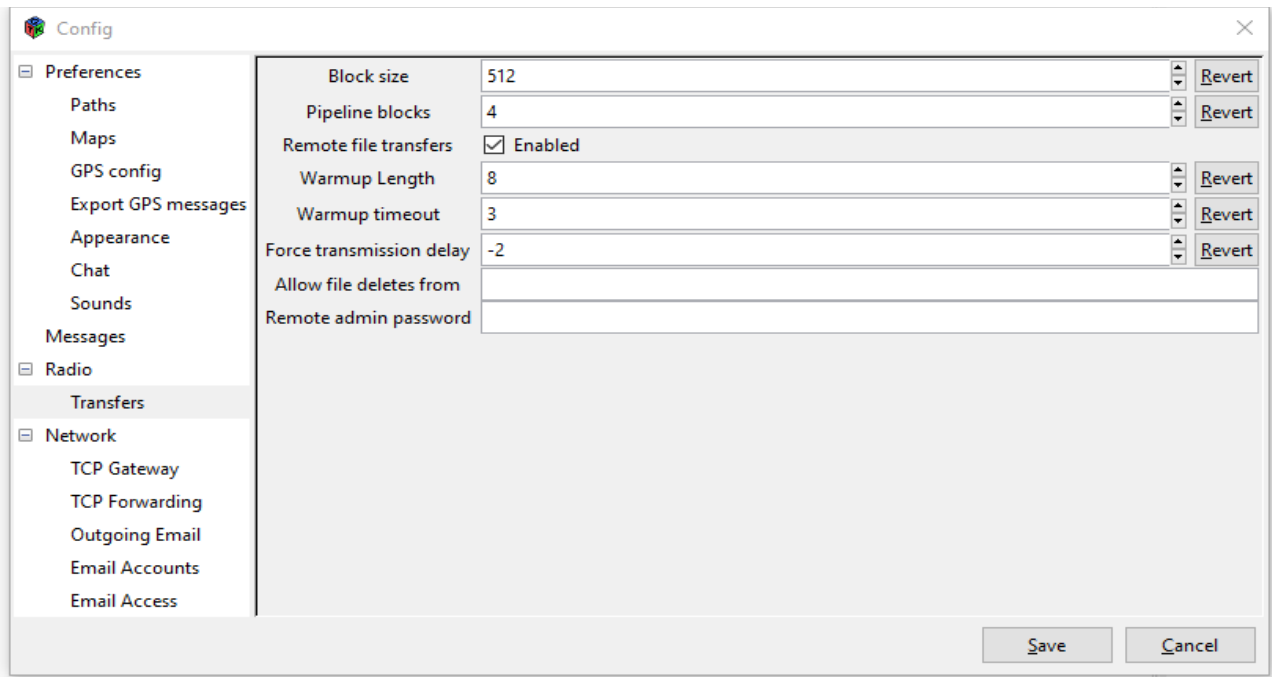 Config
Preferences
Paths
Maps
GPS config
Export GPS messages
Appearance
Chat
Sounds
Messages
Radio
Transfers
Network
TCP Gateway
TCP Forwarding
Outgoing Email
Email Accounts
Email Access
Block size 512 Revert
Pipeline blocks 4 Revert
Remote file transfers Enabled
Warmup Length 8 Revert
Warmup timeout 3 Revert
Force transmission delay -2 Revert
Allow file deletes from
Remote admin password
Save Cancel